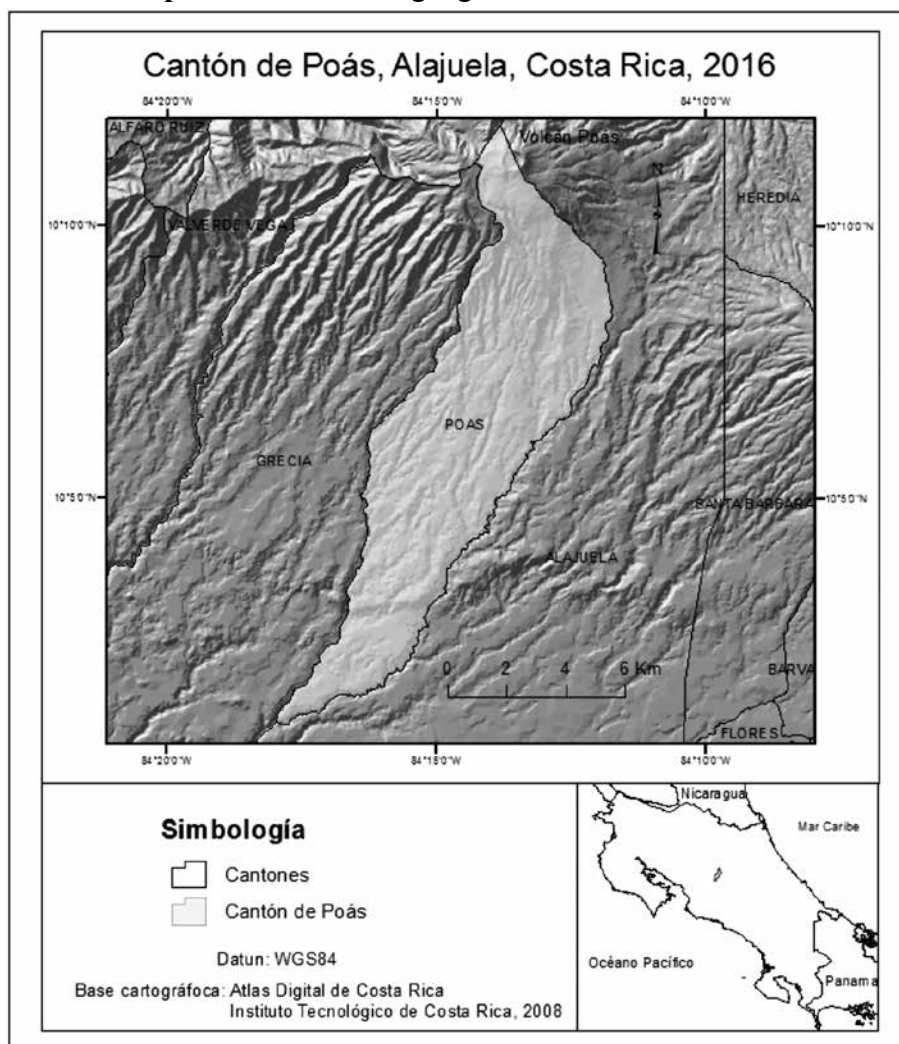 Cantón de Poás, Alajuela, Costa Rica, 2016
84°20'0"W
84°15'0"W
84°10'0"W
ALFARO RUIZ
Volcán Poás
N
HEREDIA
10°10'0"N
VALVERDE VEGA
10°10'0"N
POAS
GRECIA
10°5'0"N
SANTA BARBARA
10°5'0"N
ALAJUELA
0 2 4 6 Km
BARVA
FLORES
84°20'0"W
84°15'0"W
84°10'0"W
Simbología
Cantones
Cantón de Poás
Datun: WGS84
Base cartográfoca: Atlas Digital de Costa Rica
Instituto Tecnológico de Costa Rica, 2008
Nicaragua
Mar Caribe
Océano Pacífico
Panama